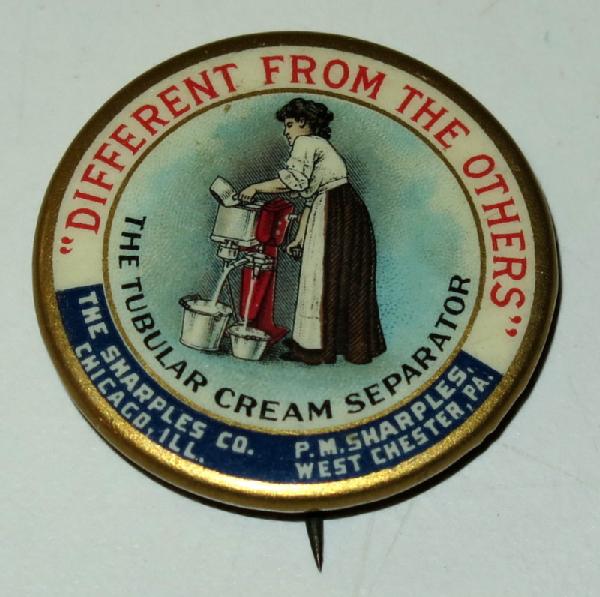 "DIFFERENT FROM THE OTHERS"
THE TUBULAR CREAM SEPARATOR
THE SHARPLES CO.
CHICAGO, ILL.
P.M. SHARPLES,
WEST CHESTER, PA.